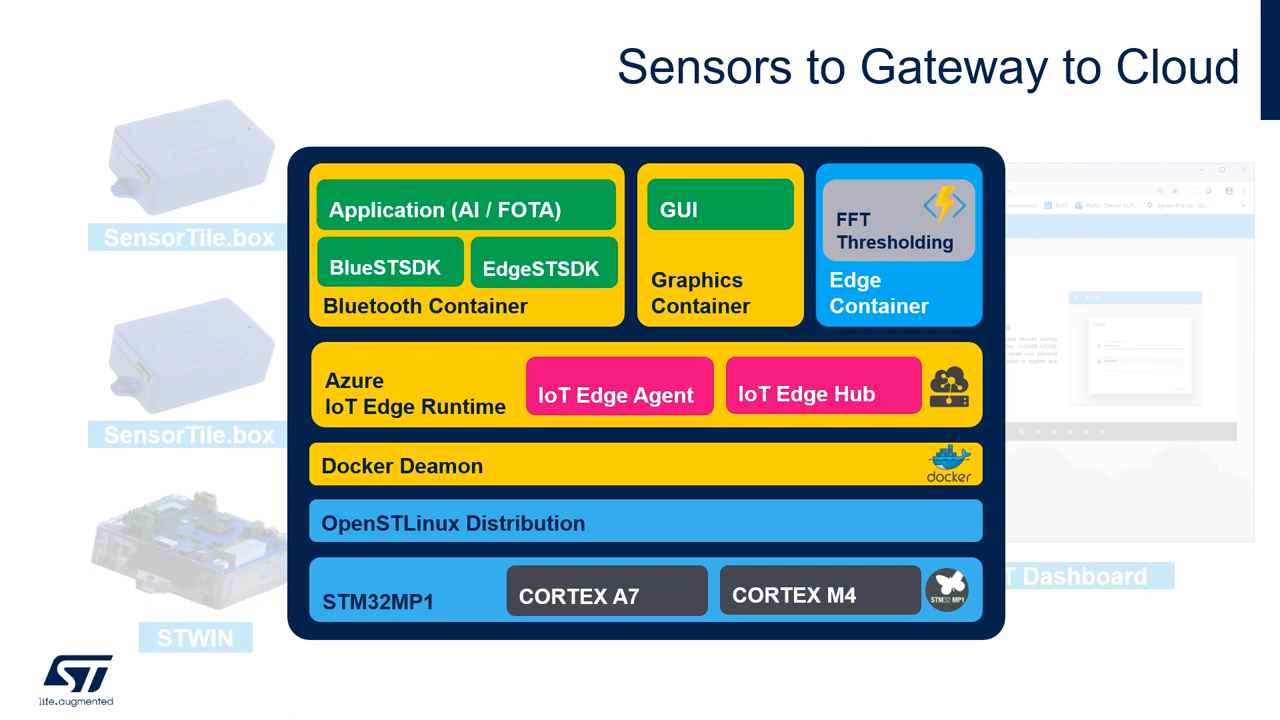 Sensors to Gateway to Cloud
SensorTile.box
SensorTile.box
STWIN
Application (AI / FOTA)
BlueSTSDK
EdgeSTSDK
Bluetooth Container
GUI
Graphics
Container
FFT
Thresholding
Edge
Container
Azure
IoT Edge Runtime
IoT Edge Agent
IoT Edge Hub
Docker Deamon
docker
OpenSTLinux Distribution
STM32MP1
CORTEX A7
CORTEX M4
STM32 MP1
T Dashboard
ST
life.augmented